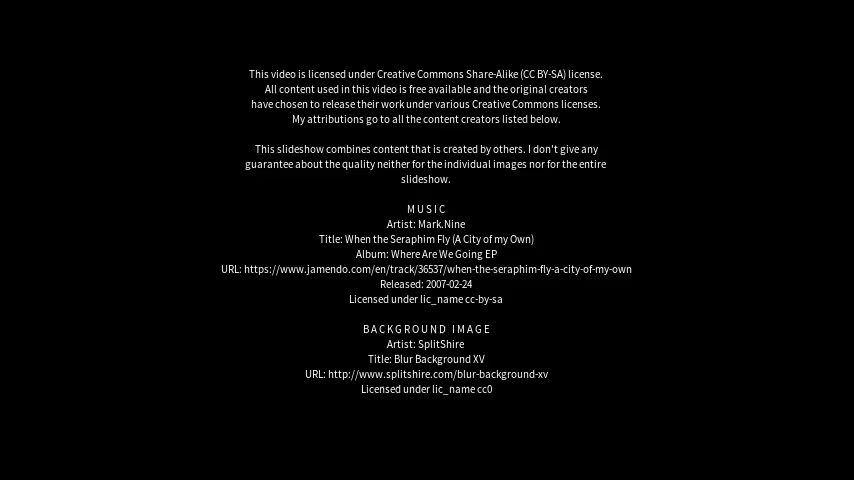 This video is licensed under Creative Commons Share-Alike (CC BY-SA) license.
All content used in this video is free available and the original creators
have chosen to release their work under various Creative Commons licenses.
My attributions go to all the content creators listed below.
This slideshow combines content that is created by others. I don't give any
guarantee about the quality neither for the individual images nor for the entire
slideshow.
MUSIC
Artist: Mark.Nine
Title: When the Seraphim Fly (A City of my Own)
Album: Where Are We Going EP
URL: https://www.jamendo.com/en/track/36537/when-the-seraphim-fly-a-city-of-my-own
Released: 2007-02-24
Licensed under lic_name cc-by-sa
BACKGROUND IMAGE
Artist: SplitShire
Title: Blur Background XV
URL: http://www.splitshire.com/blur-background-xv
Licensed under lic_name cc0